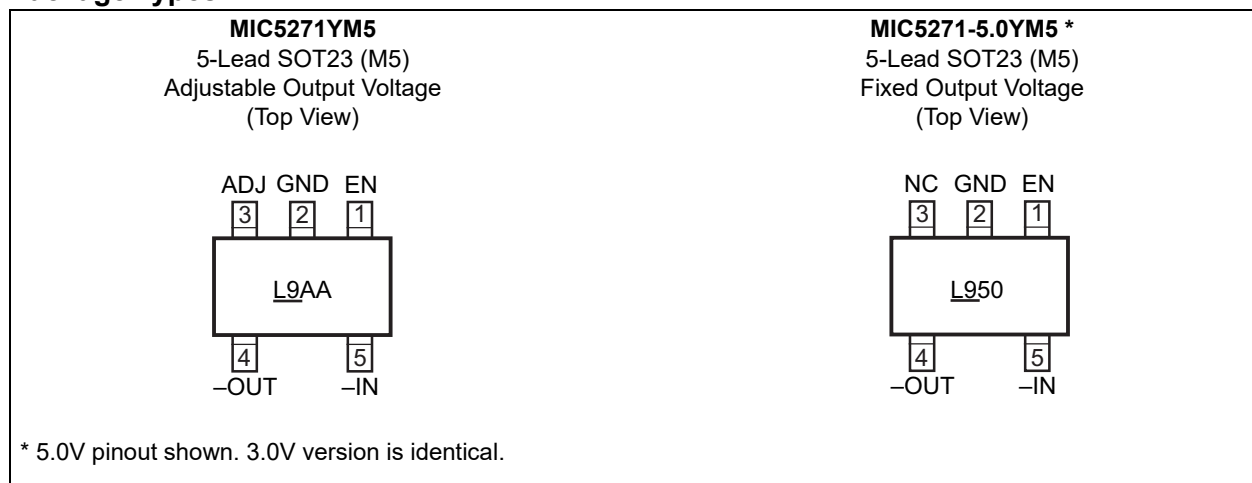 ackage Types
MIC5271YM5
5-Lead SOT23 (M5)
Adjustable Output Voltage
(Top View)
ADJ GND EN
3 2 1
L9AA
4 5
–OUT –IN
MIC5271-5.0YM5 *
5-Lead SOT23 (M5)
Fixed Output Voltage
(Top View)
NC GND EN
3 2 1
L950
4 5
–OUT –IN
* 5.0V pinout shown. 3.0V version is identical.